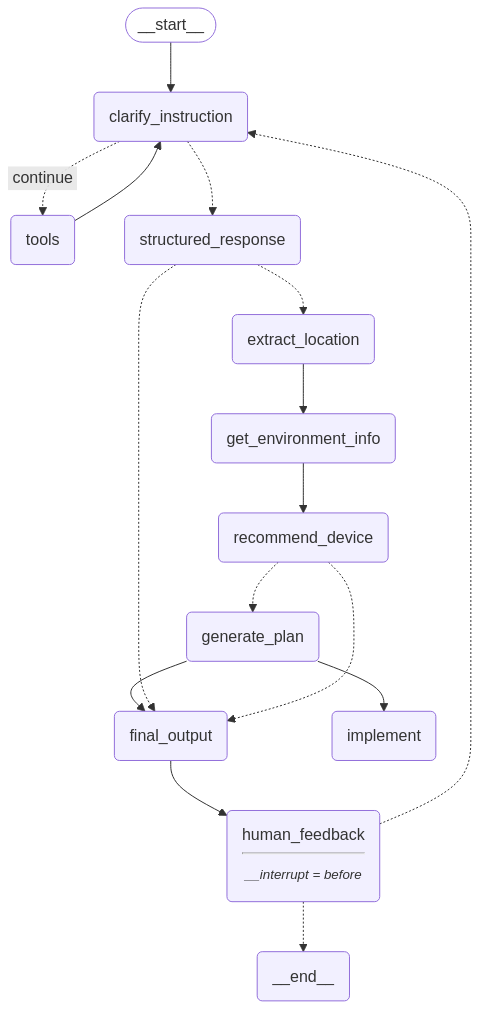 __start__
clarify_instruction
continue
tools
structured_response
extract_location
get_environment_info
recommend_device
generate_plan
final_output
implement
human_feedback
__interrupt = before
__end__